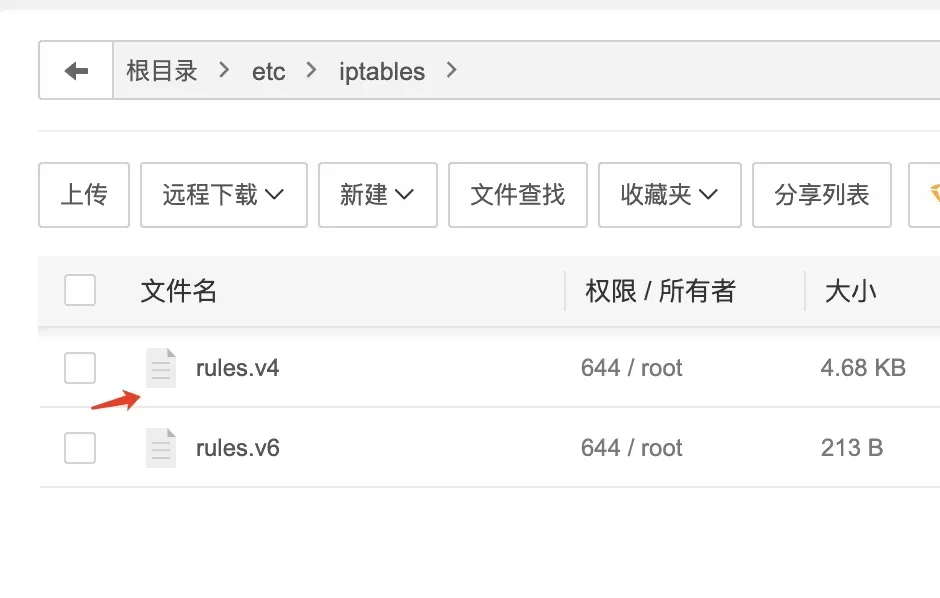 根目录 > etc > iptables >
上传 远程下载 新建 文件查找 收藏夹 分享列表
文件名 权限 / 所有者 大小
rules.v4 644 / root 4.68 KB
rules.v6 644 / root 213 B